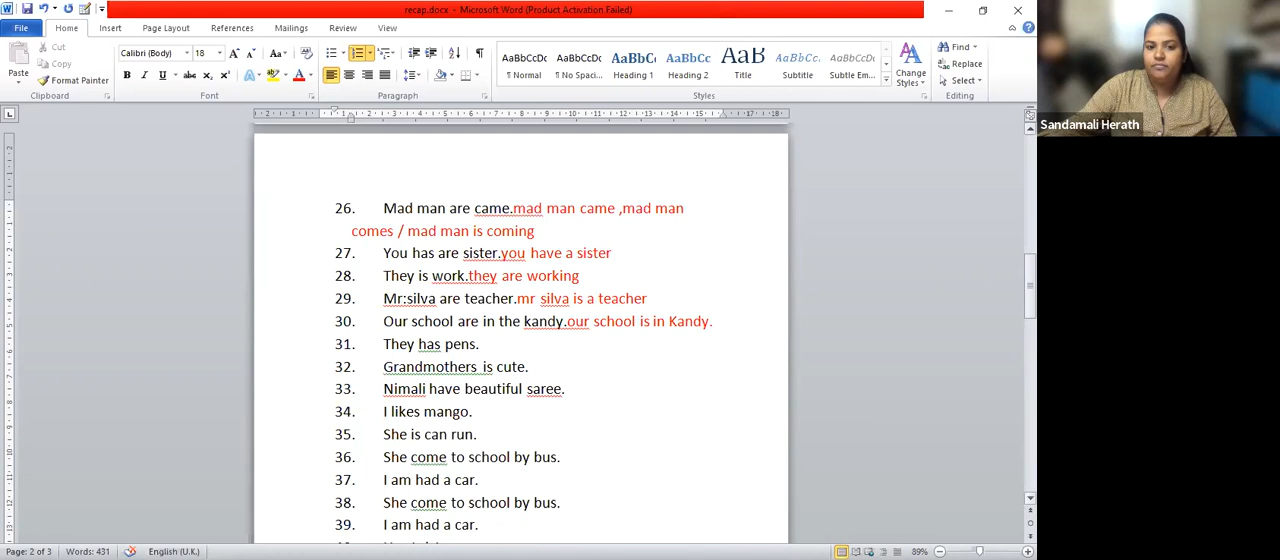 recap.docx - Microsoft Word (Product Activation Failed)
File Home Insert Page Layout References Mailings Review View
Cut
Copy
Format Painter
Paste
Clipboard
Calibri (Body) 18
Font
Paragraph
AaBbCcDc AaBbCcDc AaBbC AaBbCc AaB AaBbCc. AaBbCcDc
¶ Normal ¶ No Spaci... Heading 1 Heading 2 Title Subtitle Subtle Em...
Styles
Change Styles
Find
Replace
Select
Editing
Sandamali Herath
26. Mad man are came.mad man came ,mad man
comes / mad man is coming
27. You has are sister.you have a sister
28. They is work.they are working
29. Mr:silva are teacher.mr silva is a teacher
30. Our school are in the kandy.our school is in Kandy.
31. They has pens.
32. Grandmothers is cute.
33. Nimali have beautiful saree.
34. I likes mango.
35. She is can run.
36. She come to school by bus.
37. I am had a car.
38. She come to school by bus.
39. I am had a car.
Page: 2 of 3 Words: 431 English (U.K.) 89%